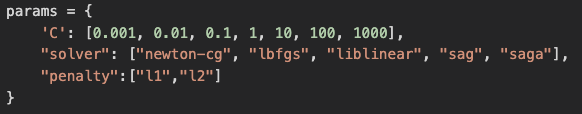 params = {
    'C': [0.001, 0.01, 0.1, 1, 10, 100, 1000],
    "solver": ["newton-cg", "lbfgs", "liblinear", "sag", "saga"],
    "penalty":["l1","l2"]
}